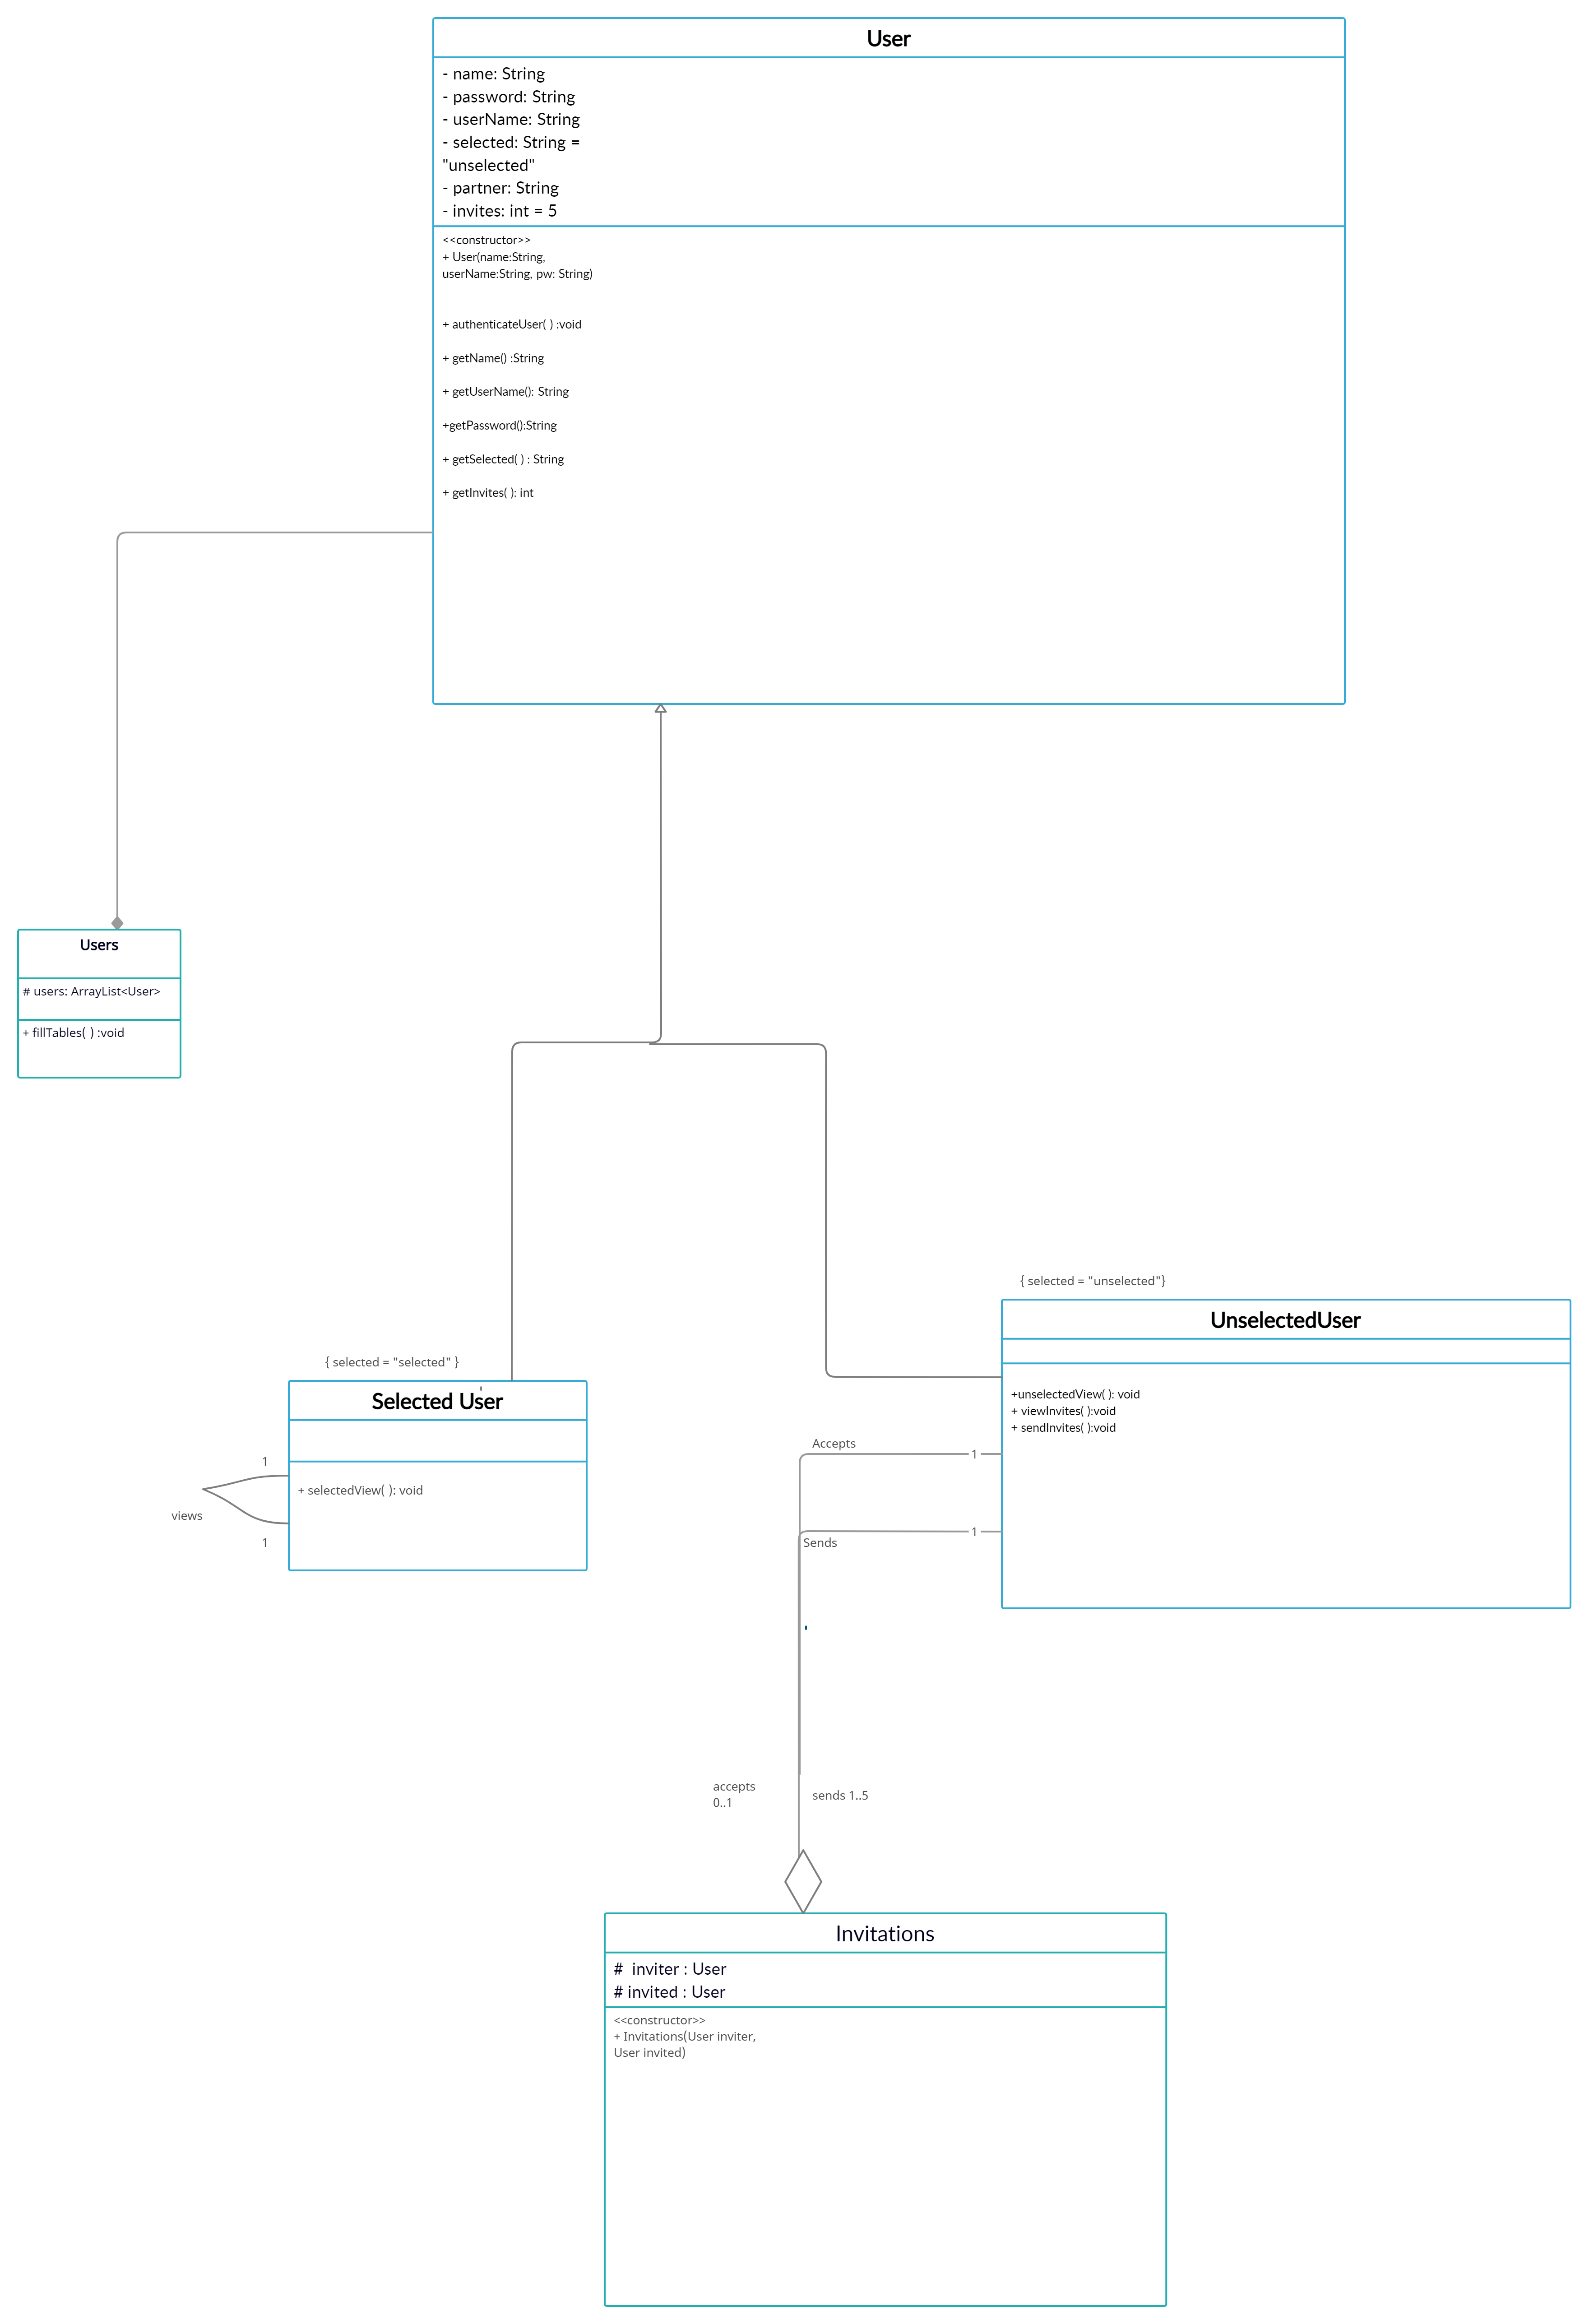 User
- name: String
- password: String
- userName: String
- selected: String =
"unselected"
- partner: String
- invites: int = 5
<<constructor>>
+ User(name:String,
userName:String, pw: String)
+ authenticateUser( ) :void
+ getName() :String
+ getUserName(): String
+getPassword():String
+ getSelected( ) : String
+ getInvites( ): int
Users
# users: ArrayList<User>
+ fillTables( ) :void
{ selected = "unselected"}
UnselectedUser
+unselectedView( ): void
+ viewInvites( ):void
+ sendInvites( ):void
{ selected = "selected" }
Selected User
+ selectedView( ): void
1
views
1
Accepts
1
Sends
1
'
accepts
0..1
sends 1..5
Invitations
#  inviter : User
# invited : User
<<constructor>>
+ Invitations(User inviter,
User invited)